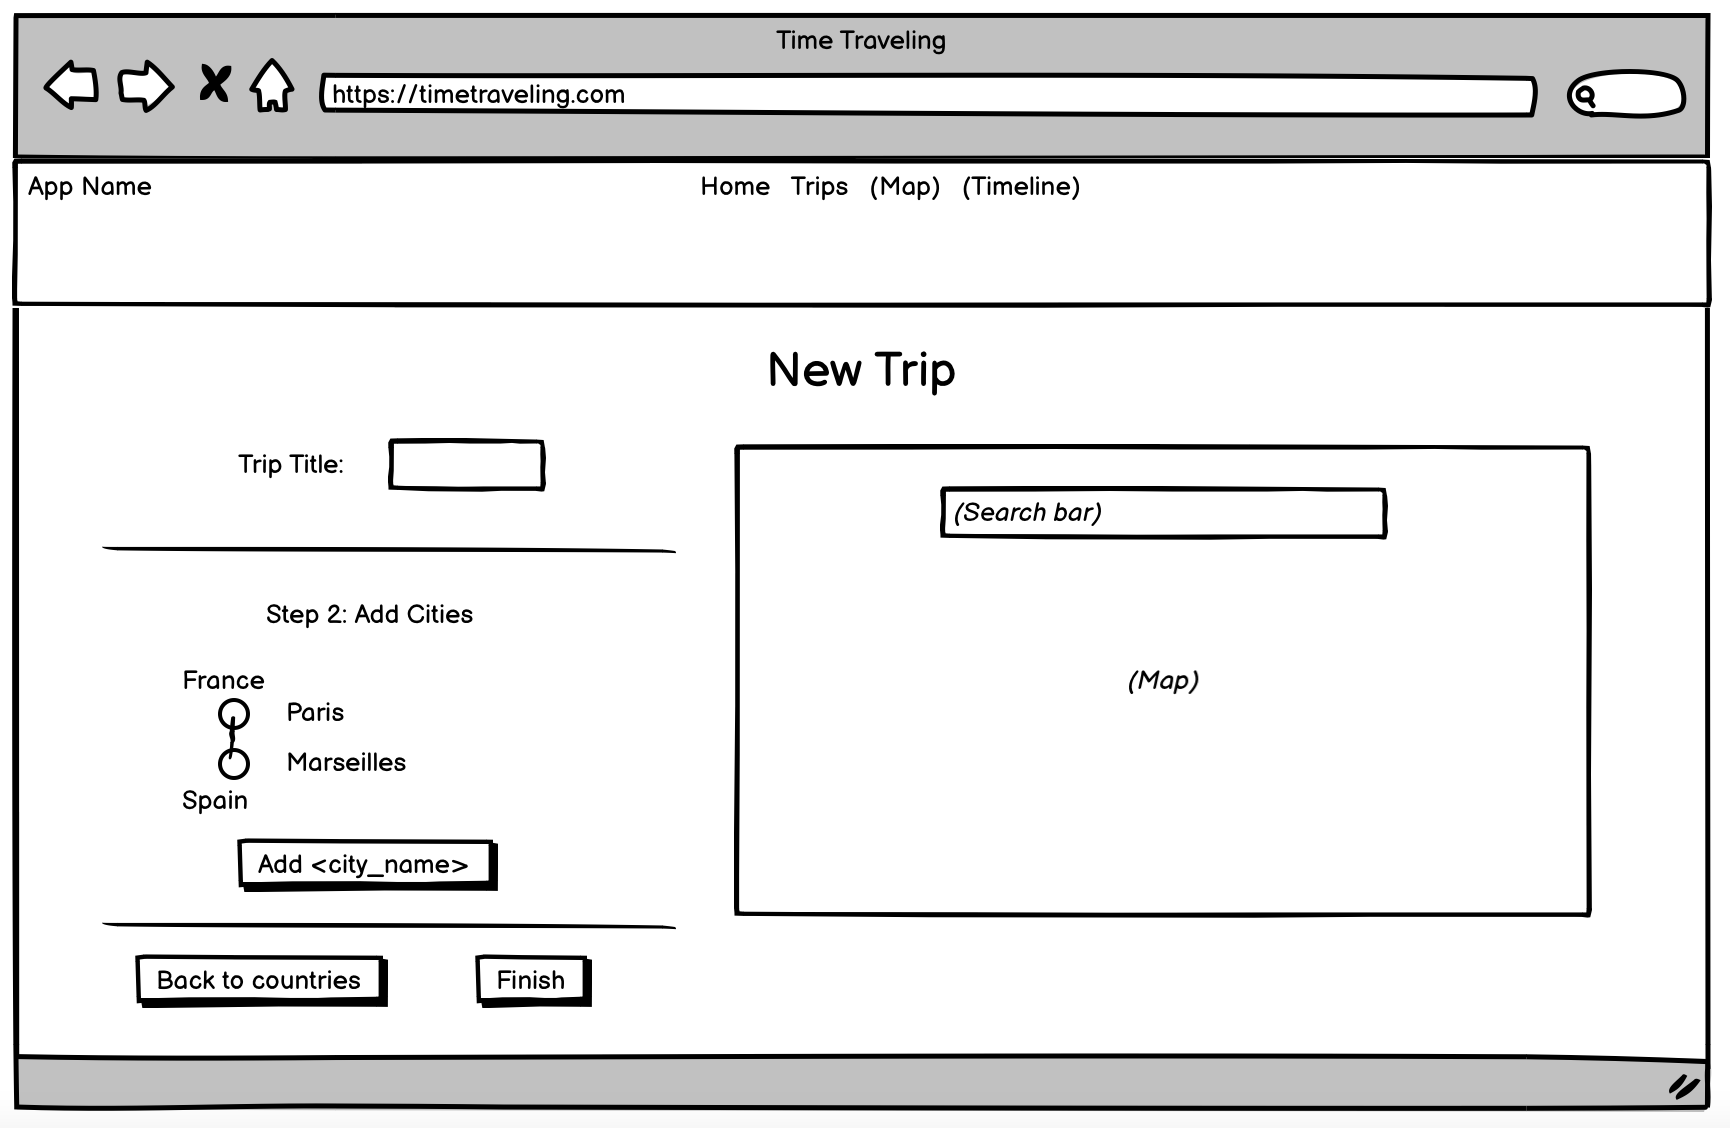 Time Traveling
https://timetraveling.com
App Name
Home Trips (Map) (Timeline)
New Trip
Trip Title:
Step 2: Add Cities
France
Paris
Marseilles
Spain
Add <city_name>
Back to countries
Finish
(Search bar)
(Map)